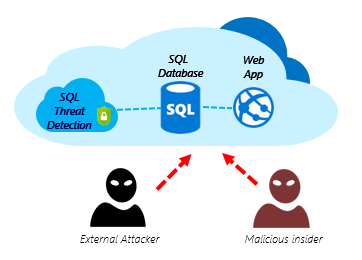 SQL
Database
Web
App
SQL
Threat
Detection
SQL
External Attacker
Malicious insider